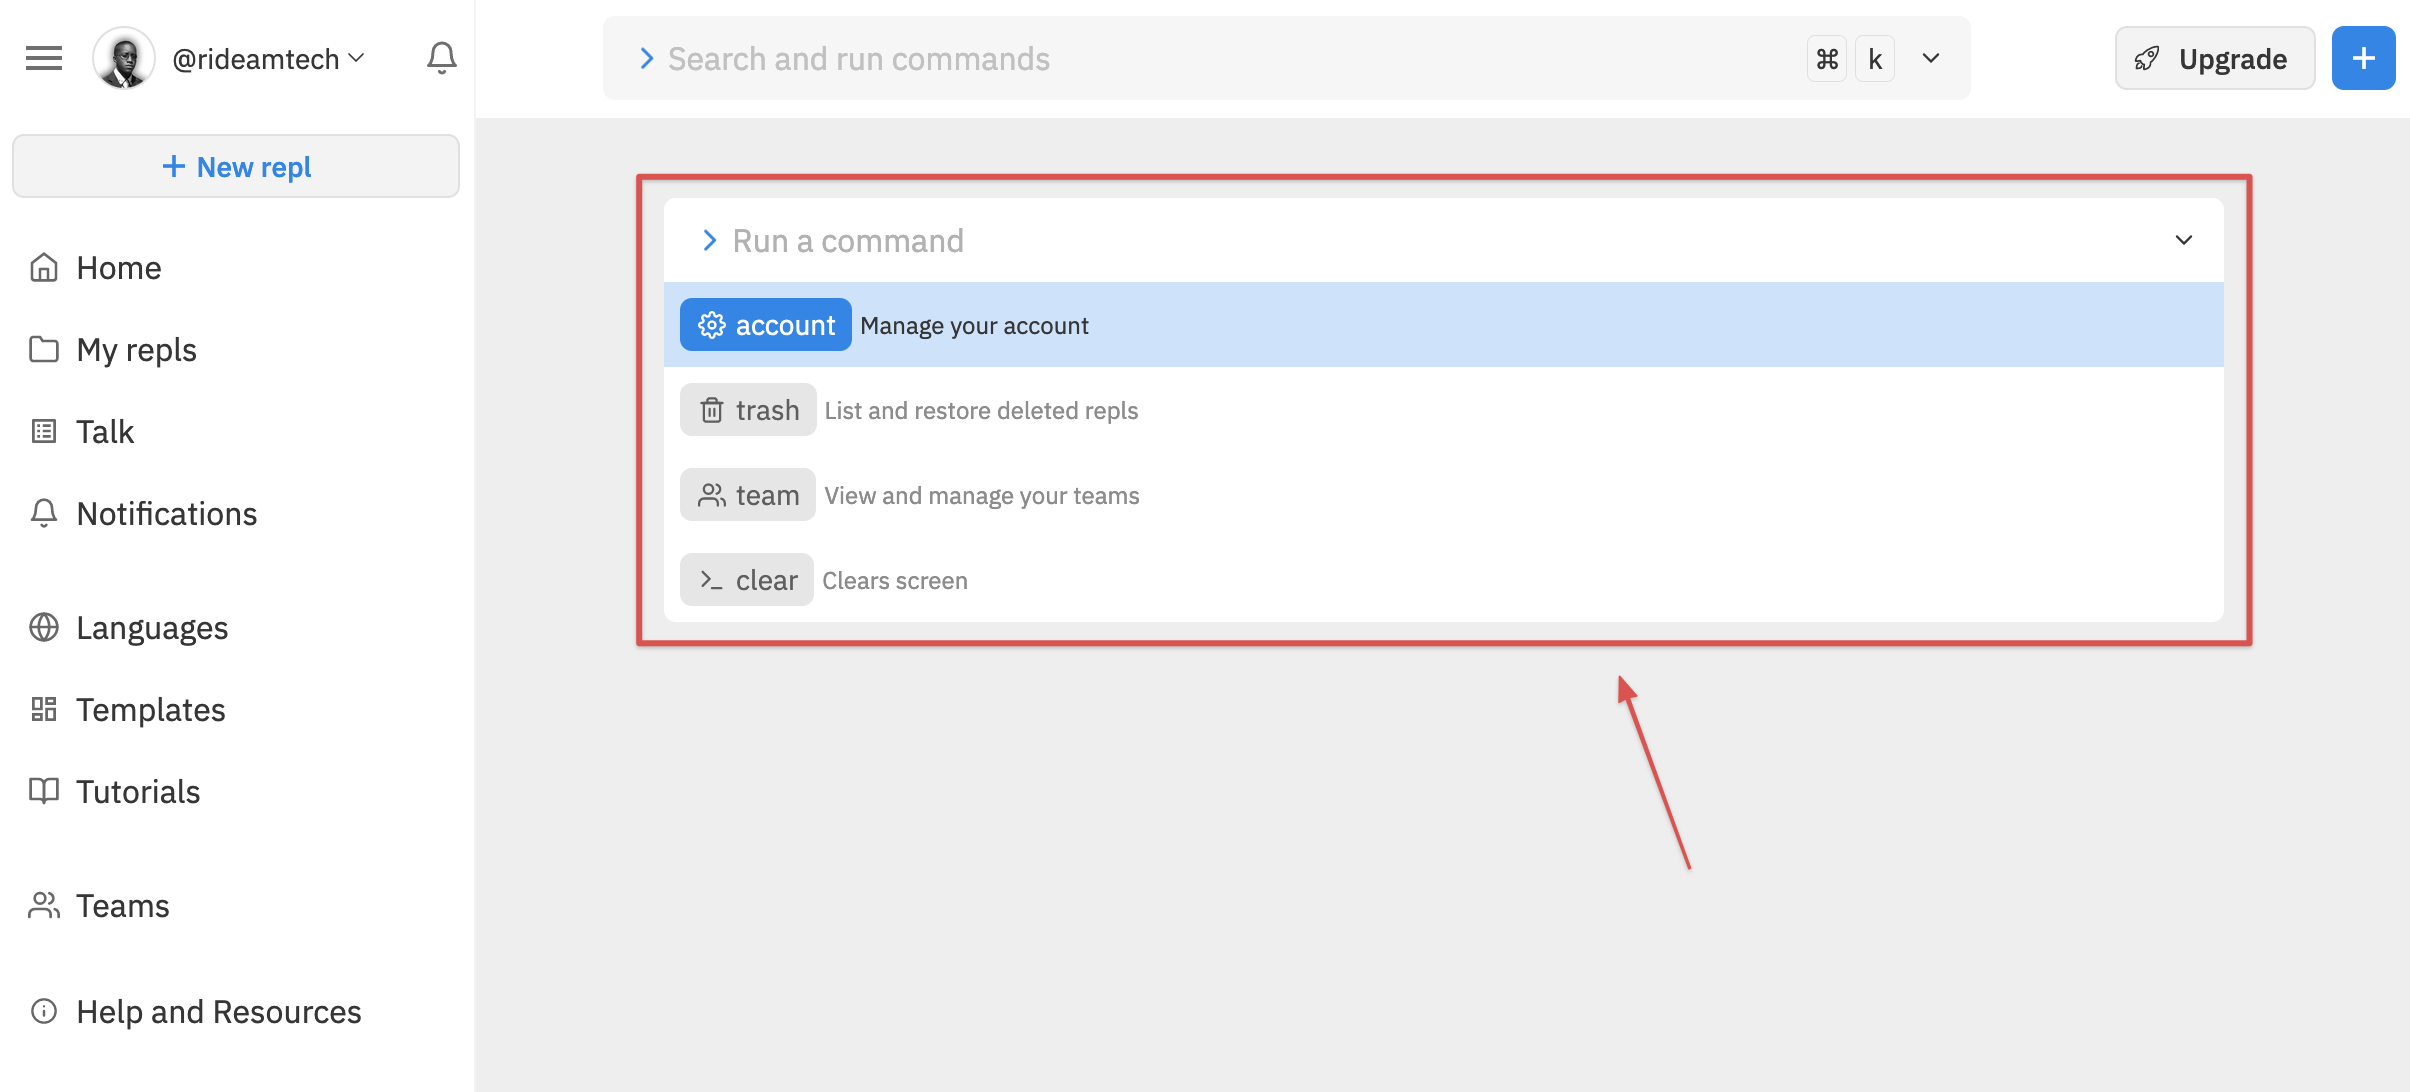 @rideamtech
Search and run commands
⌘ k
Upgrade
+ New repl
Home
My repls
Talk
Notifications
Languages
Templates
Tutorials
Teams
Help and Resources
Run a command
account Manage your account
trash List and restore deleted repls
team View and manage your teams
clear Clears screen